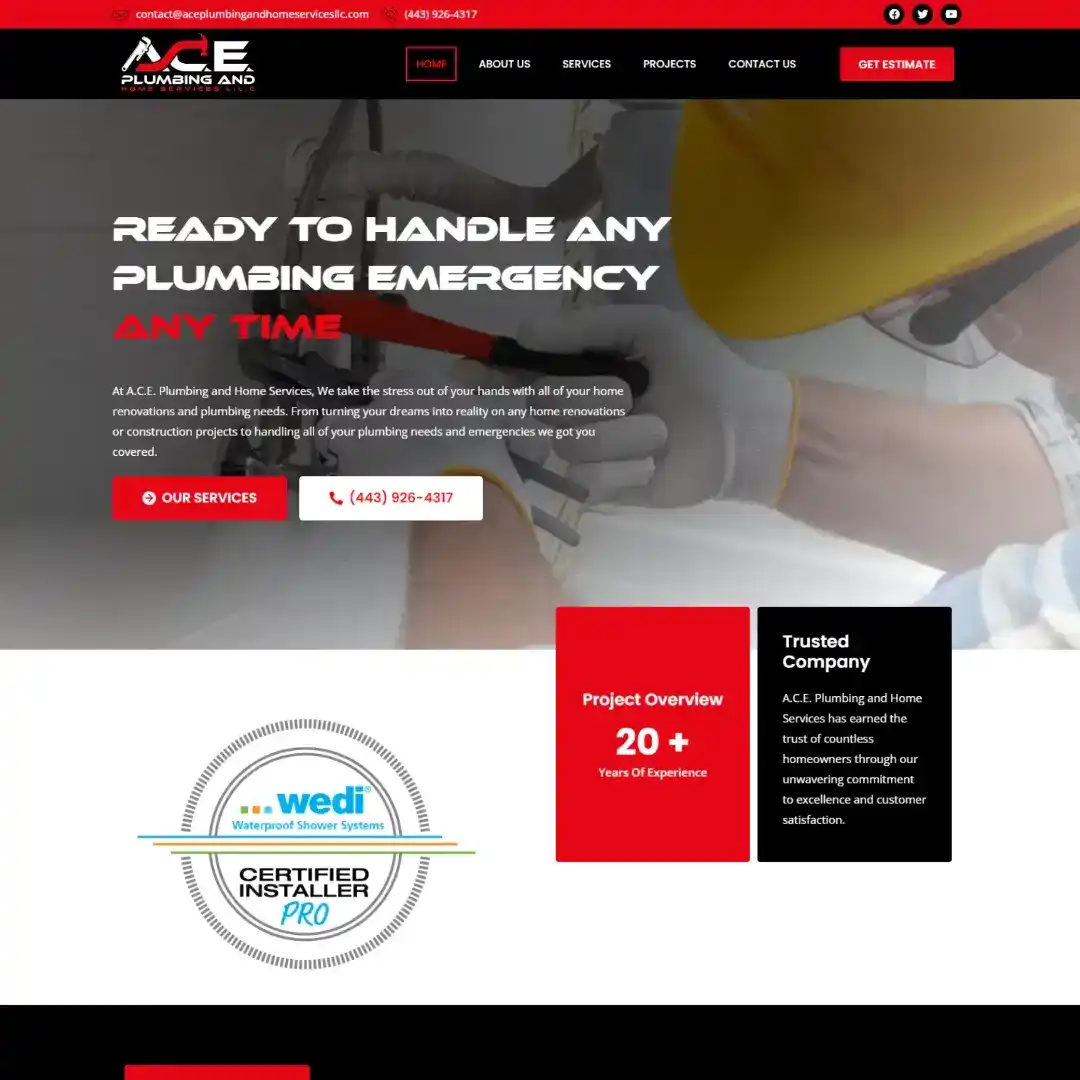 contact@aceplumbingandhomeservicesllc.com (443) 926-4317
A.C.E.
PLUMBING AND
HOME SERVICES L.L.C
HOME ABOUT US SERVICES PROJECTS CONTACT US GET ESTIMATE
READY TO HANDLE ANY
PLUMBING EMERGENCY
ANY TIME
At A.C.E. Plumbing and Home Services, We take the stress out of your hands with all of your home
renovations and plumbing needs. From turning your dreams into reality on any home renovations
or construction projects to handling all of your plumbing needs and emergencies we got you
covered.
OUR SERVICES (443) 926-4317
Project Overview
20 +
Years Of Experience
Trusted
Company
A.C.E. Plumbing and Home
Services has earned the
trust of countless
homeowners through our
unwavering commitment
to excellence and customer
satisfaction.
wedi®
Waterproof Shower Systems
CERTIFIED
INSTALLER
PRO